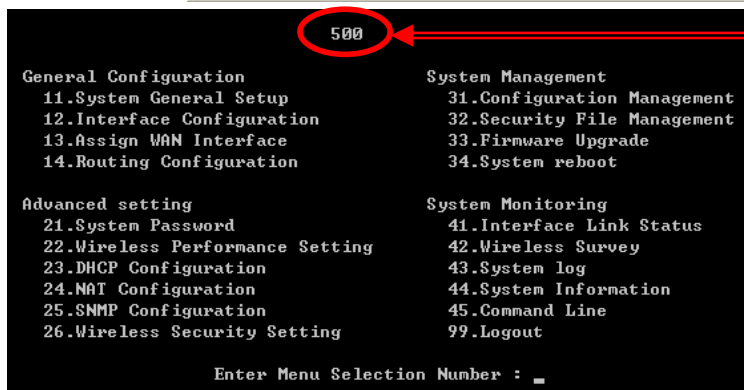 500
General Configuration
11.System General Setup
12.Interface Configuration
13.Assign WAN Interface
14.Routing Configuration
System Management
31.Configuration Management
32.Security File Management
33.Firmware Upgrade
34.System reboot
Advanced setting
21.System Password
22.Wireless Performance Setting
23.DHCP Configuration
24.NAT Configuration
25.SNMP Configuration
26.Wireless Security Setting
System Monitoring
41.Interface Link Status
42.Wireless Survey
43.System log
44.System Information
45.Command Line
99.Logout
Enter Menu Selection Number : _